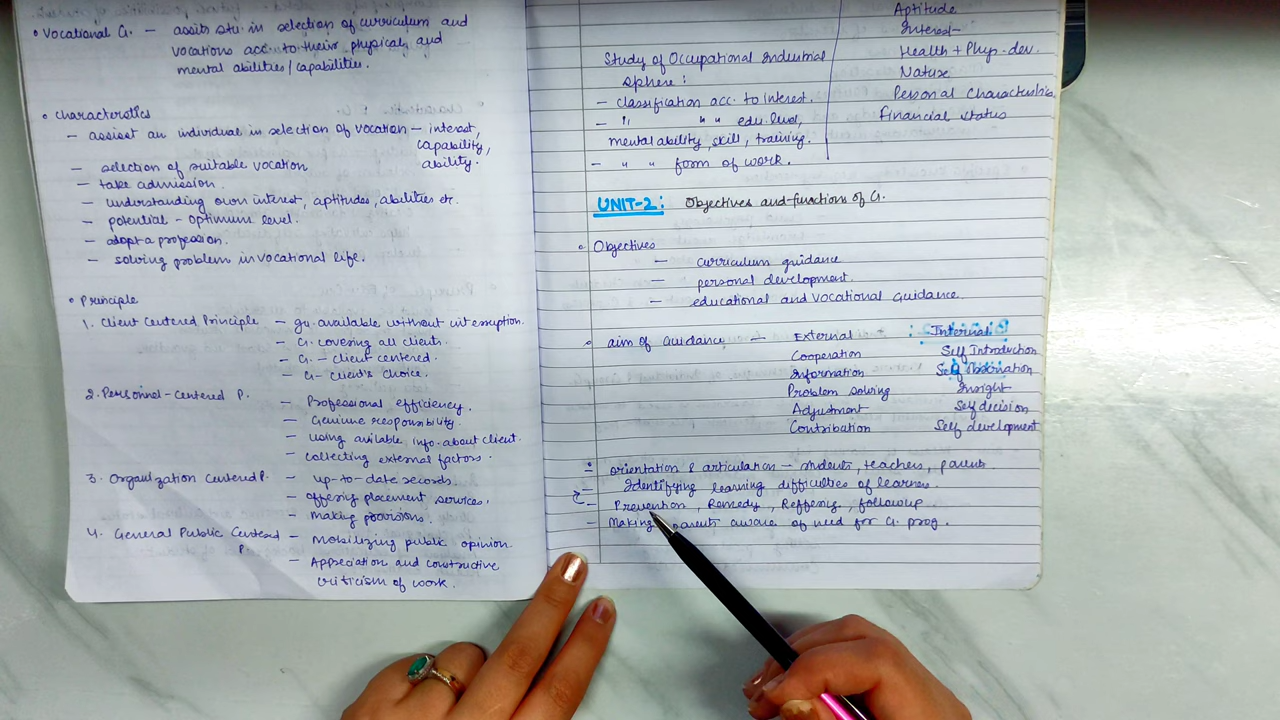 • Vocational G. — assists stu. in selection of curriculum and
vocations acc. to their physical, and
mental abilities/capabilities.
• characterstics
— assist an individual in selection of vocation — interest,
capability,
ability.
— selection of suitable vocation
— take admission.
— understanding own interest, aptitudes, abilities etc.
— potential - optimum level.
— adopt a profession.
— solving problem in vocational life.
• Principle
1. Client Centered Principle — gu. available without interruption.
— G. covering all clients.
— G. — client centered.
— G — client's choice.
2. Personnel-Centered P. — Professional efficiency.
— Genuine responsibility.
— using available info. about client.
— collecting external factors.
3. Organization Centered P. — up-to-date records.
— offering placement services.
— Making provisions.
4. General Public Centered P. — Mobilizing public opinion
— Appreciation and constructive
criticism of work.
Aptitude
Interest
Health + Phy. dev.
Nature
Personal Characteristics
Financial status
Study of Occupational Industrial
Sphere:
— classification acc. to interest.
— " " " edu. level,
mental ability, skill, training.
— " " form of work.
UNIT-2: Objectives and functions of G.
• Objectives
— curriculum guidance
— personal development.
— educational and vocational Guidance.
• aim of Guidance — External Internal
Cooperation Self Introduction
Information Self
Problem solving Insight
Adjustment Self decision
Contribution Self development
— orientation & articulation — students, teachers, parents
— Identifying learning difficulties of learners.
— Prevention, Remedy, Reffering, followup
— Making parents aware of need for G. prog.